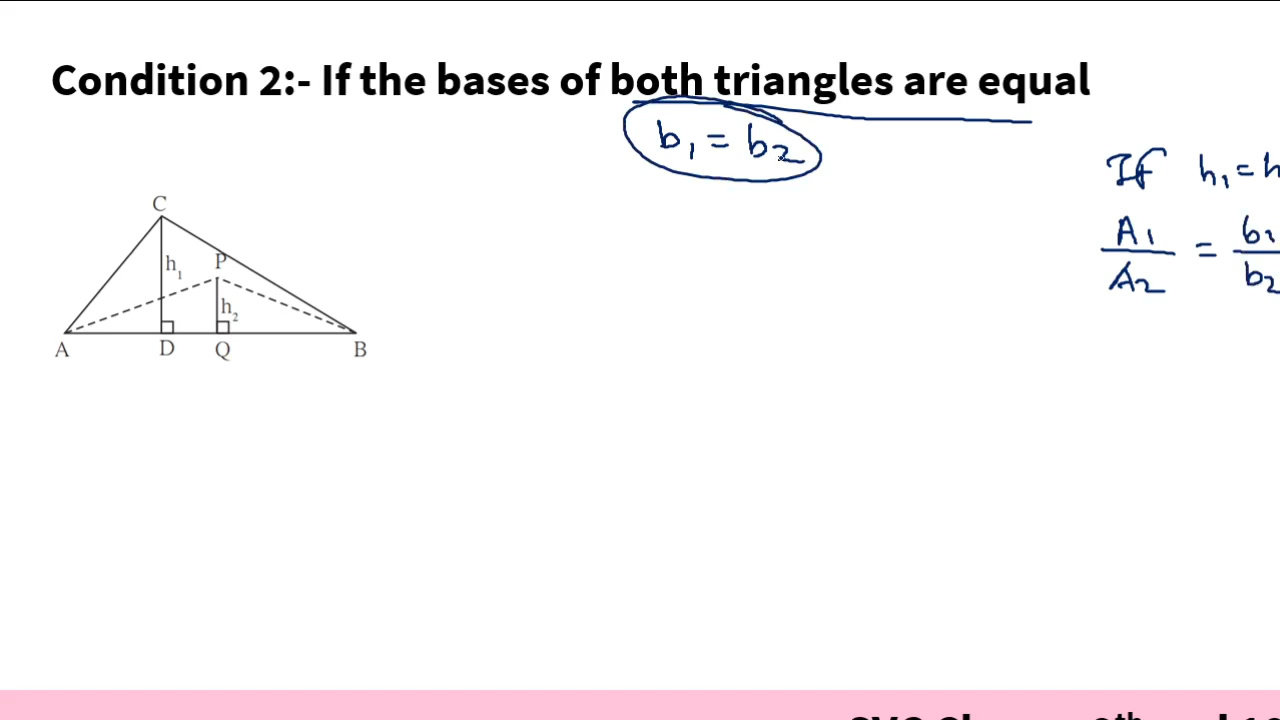 Condition 2:- If the bases of both triangles are equal
b₁ = b₂
If h₁ = h
A₁ / A₂ = b₁ / b₂
C
h₁
P
h₂
A D Q B